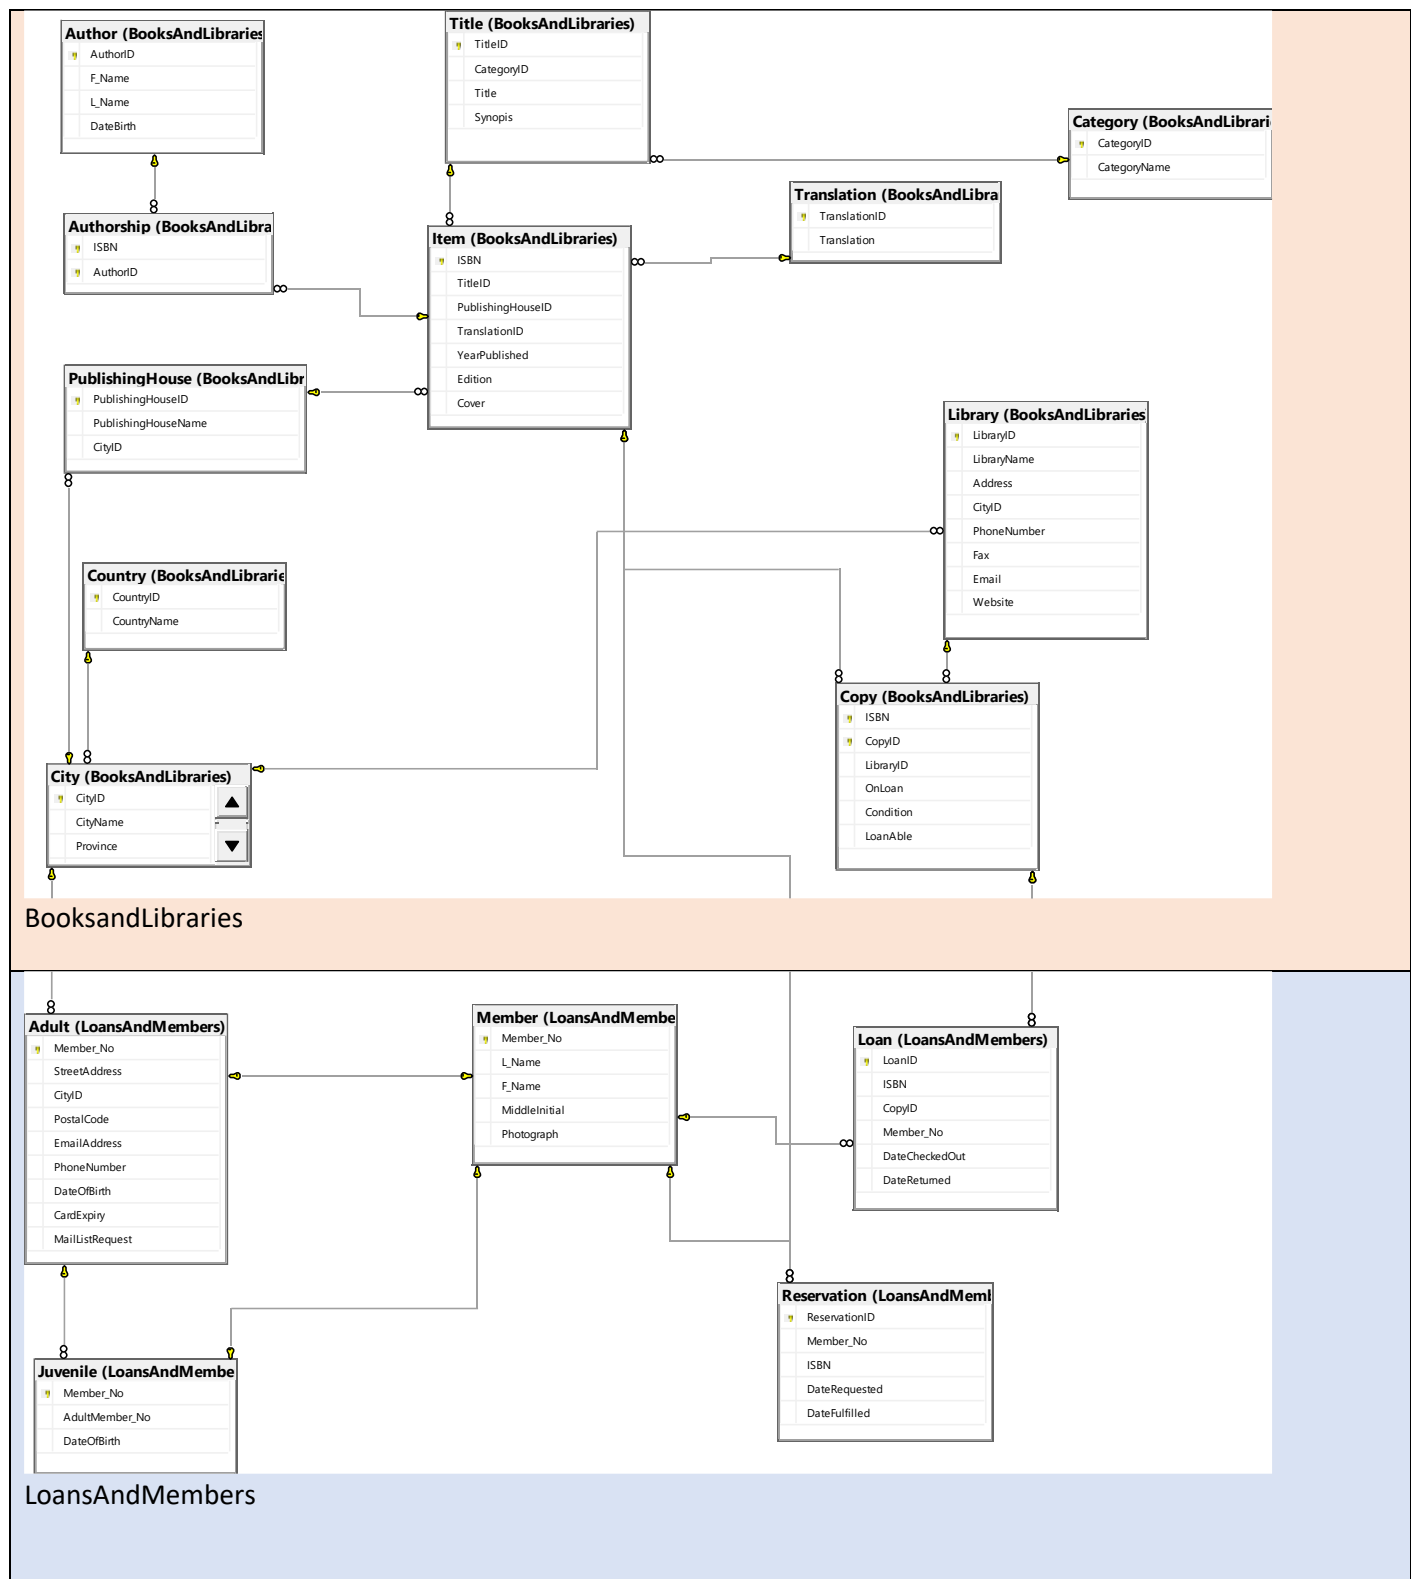 Author (BooksAndLibraries
AuthorID
F_Name
L_Name
DateBirth
Title (BooksAndLibraries)
TitleID
CategoryID
Title
Synopis
Category (BooksAndLibrari
CategoryID
CategoryName
Translation (BooksAndLibra
TranslationID
Translation
Authorship (BooksAndLibra
ISBN
AuthorID
Item (BooksAndLibraries)
ISBN
TitleID
PublishingHouseID
TranslationID
YearPublished
Edition
Cover
PublishingHouse (BooksAndLibr
PublishingHouseID
PublishingHouseName
CityID
Library (BooksAndLibraries
LibraryID
LibraryName
Address
CityID
PhoneNumber
Fax
Email
Website
Country (BooksAndLibrarie
CountryID
CountryName
Copy (BooksAndLibraries)
ISBN
CopyID
LibraryID
OnLoan
Condition
LoanAble
City (BooksAndLibraries)
CityID
CityName
Province
BooksandLibraries
Adult (LoansAndMembers)
Member_No
StreetAddress
CityID
PostalCode
EmailAddress
PhoneNumber
DateOfBirth
CardExpiry
MailListRequest
Member (LoansAndMembe
Member_No
L_Name
F_Name
MiddleInitial
Photograph
Loan (LoansAndMembers)
LoanID
ISBN
CopyID
Member_No
DateCheckedOut
DateReturned
Reservation (LoansAndMeml
ReservationID
Member_No
ISBN
DateRequested
DateFulfilled
Juvenile (LoansAndMembe
Member_No
AdultMember_No
DateOfBirth
LoansAndMembers